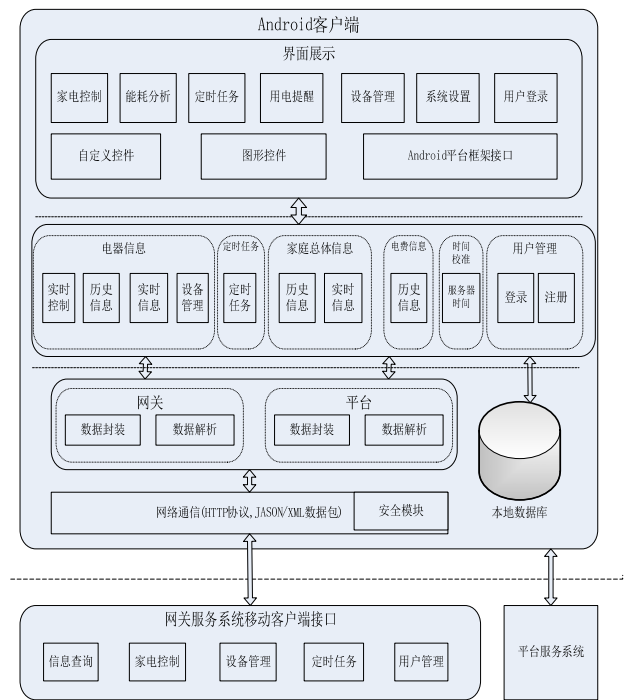 Android客户端
界面展示
家电控制
能耗分析
定时任务
用电提醒
设备管理
系统设置
用户登录
自定义控件
图形控件
Android平台框架接口
电器信息
定时任务
家庭总体信息
电费信息
时间
校准
用户管理
实时
控制
历史
信息
实时
信息
设备
管理
定时
任务
历史
信息
实时
信息
历史
信息
服务器
时间
登录
注册
网关
平台
数据封装
数据解析
数据封装
数据解析
网络通信(HTTP协议,JASON/XML数据包)
安全模块
本地数据库
网关服务系统移动客户端接口
信息查询
家电控制
设备管理
定时任务
用户管理
平台服务系统